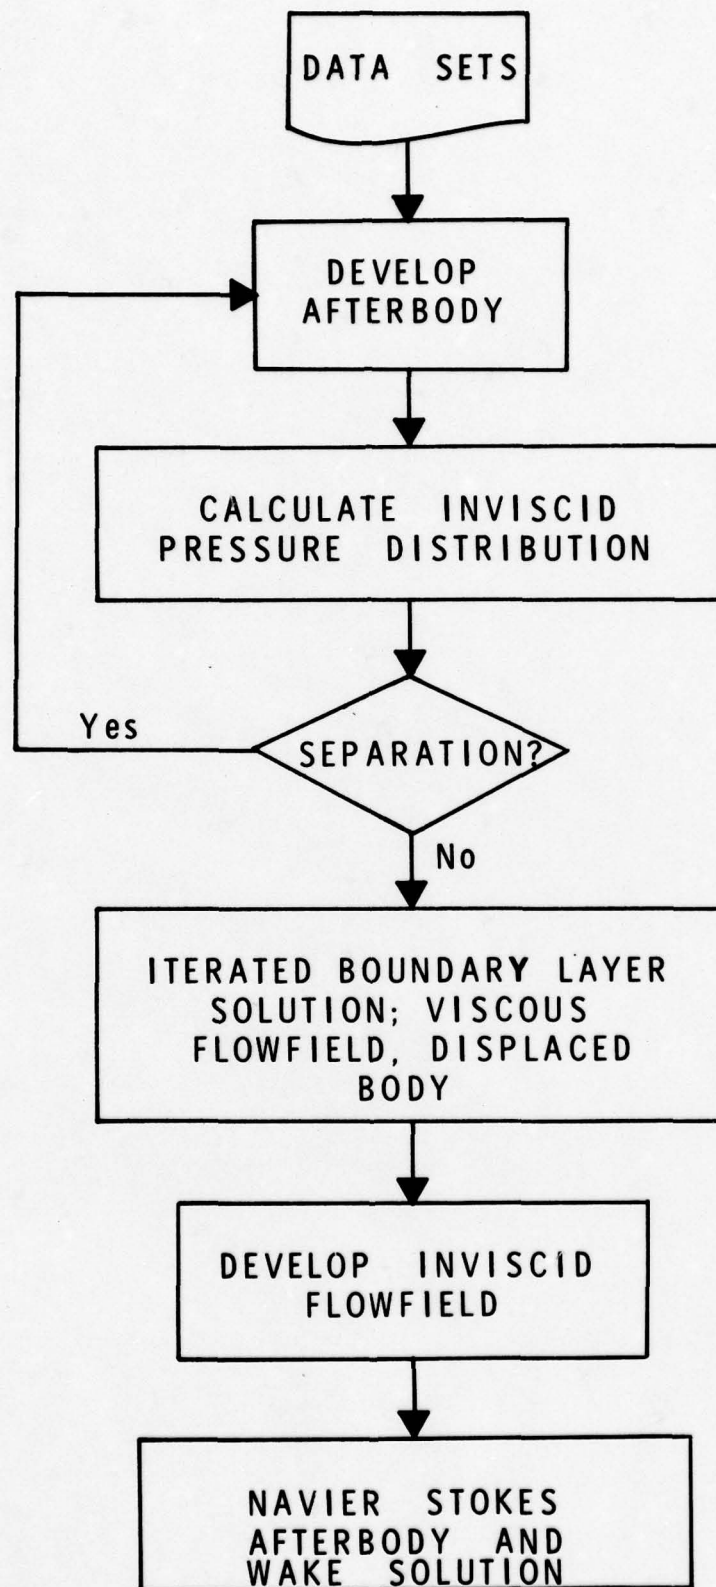 DATA SETS
DEVELOP
AFTERBODY
CALCULATE INVISCID
PRESSURE DISTRIBUTION
Yes
SEPARATION?
No
ITERATED BOUNDARY LAYER
SOLUTION; VISCOUS
FLOWFIELD, DISPLACED
BODY
DEVELOP INVISCID
FLOWFIELD
NAVIER STOKES
AFTERBODY AND
WAKE SOLUTION